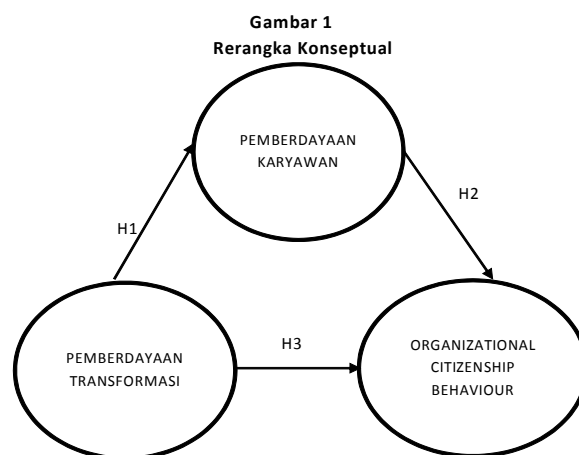 Gambar 1
Rerangka Konseptual
PEMBERDAYAAN
KARYAWAN
H1
H2
PEMBERDAYAAN
TRANSFORMASI
H3
ORGANIZATIONAL
CITIZENSHIP
BEHAVIOUR